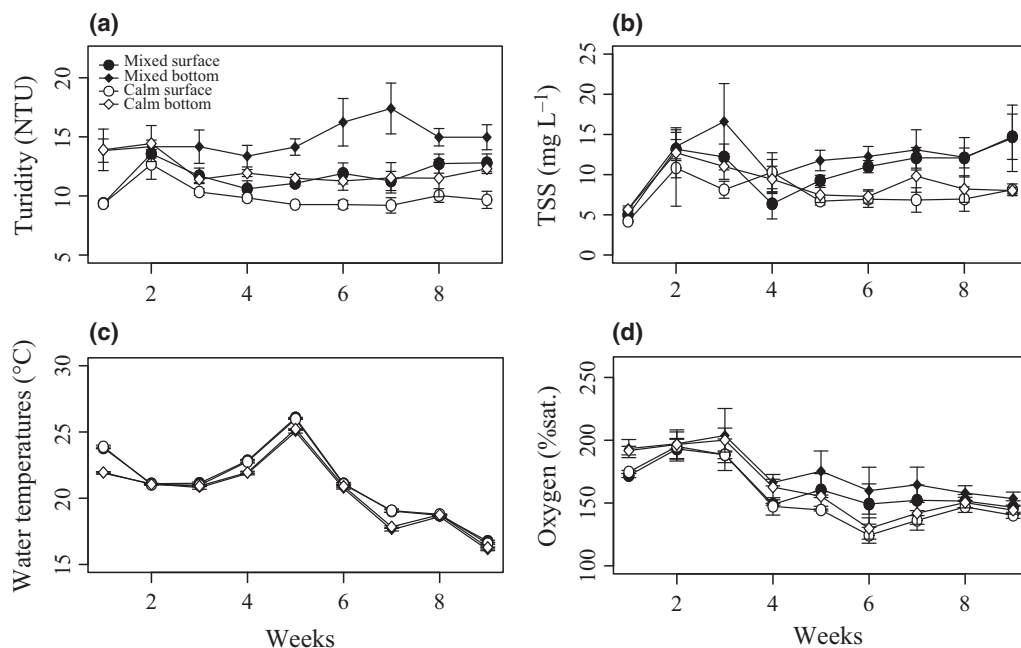 (a)
Turidity (NTU)
20
15
10
5
Mixed surface
Mixed bottom
Calm surface
Calm bottom
2 4 6 8
(b)
TSS (mg L⁻¹)
25
20
15
10
5
0
2 4 6 8
(c)
Water temperatures (°C)
30
25
20
15
2 4 6 8
Weeks
(d)
Oxygen (%sat.)
250
200
150
100
2 4 6 8
Weeks